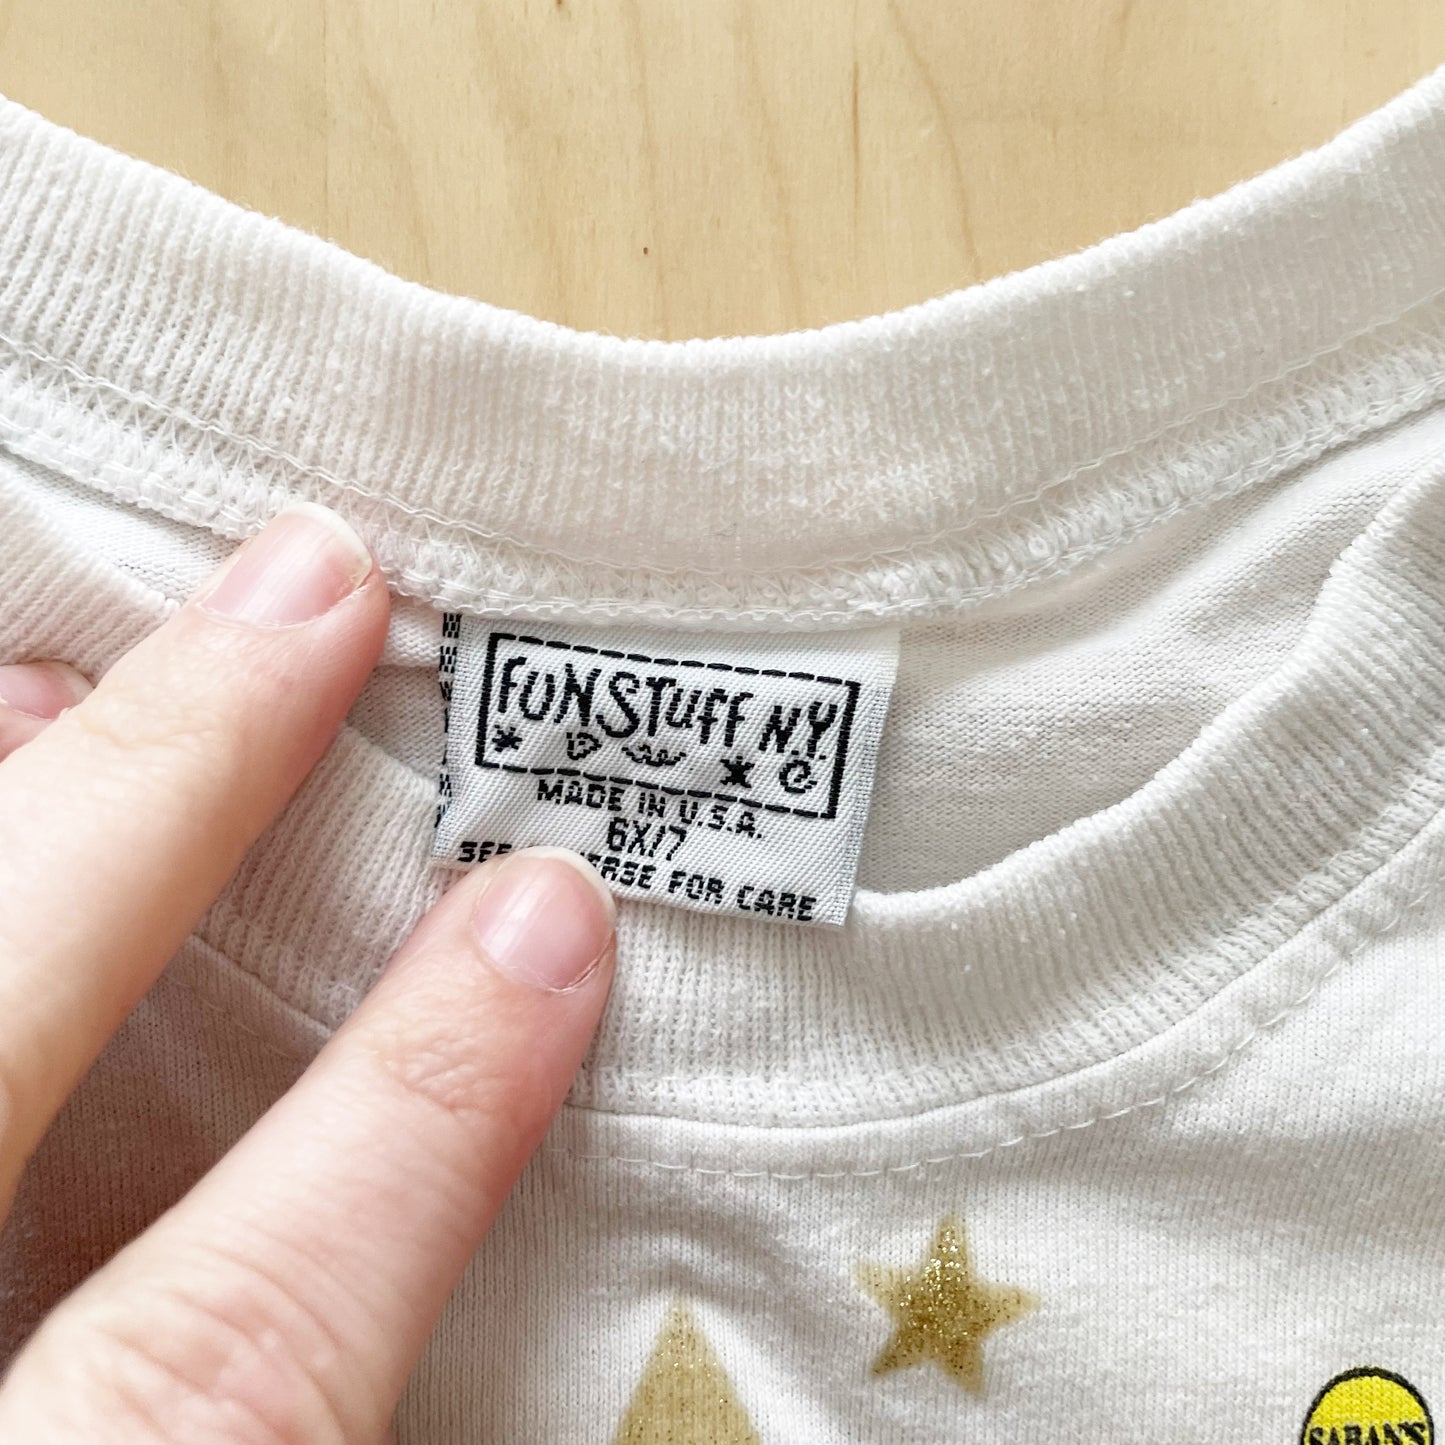 FUNSTUFF N.Y.
MADE IN U.S.A.
6X/7
FOR CARE
SABAN'S